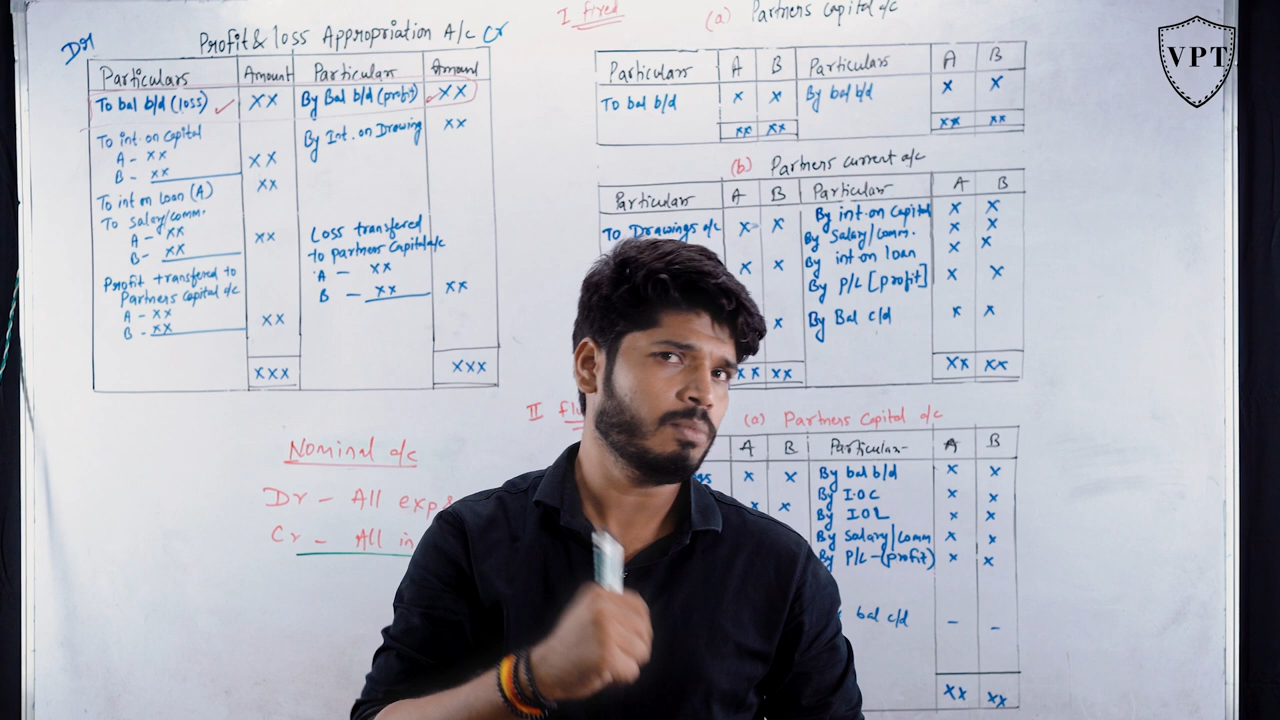 Dr
Profit & loss Appropriation A/c
Cr
Particulars Amount Particulars Amount
To bal b/d (loss) XX By Bal b/d (profit) XX
To int. on capital By Int. on Drawing XX
A - XX
B - XX XX
To int on loan (A) XX
To salary/comm.
A - XX
B - XX XX
Loss transfered
to partners Capital a/c
A - XX
B - XX XX
Profit transfered to
Partners capital a/c
A - XX
B - XX XX
XXX XXX
Nominal a/c
Dr - All exp
Cr - All in
I fixed
(a) Partners capital a/c
Particulars A B Particulars A B
To bal b/d x x By bal b/d x x
xx xx xx xx
(b) Partners current a/c
Particulars A B Particulars A B
To Drawings a/c x x By int. on Capital x x
By Salary/comm. x x
By int on loan x x
x x By P/L [profit] x x
x By Bal c/d x x
xx xx xx xx
II
(a) Partners Capital a/c
A B Particulars A B
x x By bal b/d x x
x x By I.O.C x x
By I O L x x
By Salary/comm x x
By P/L - (profit) x x
bal c/d - -
xx xx
VPT